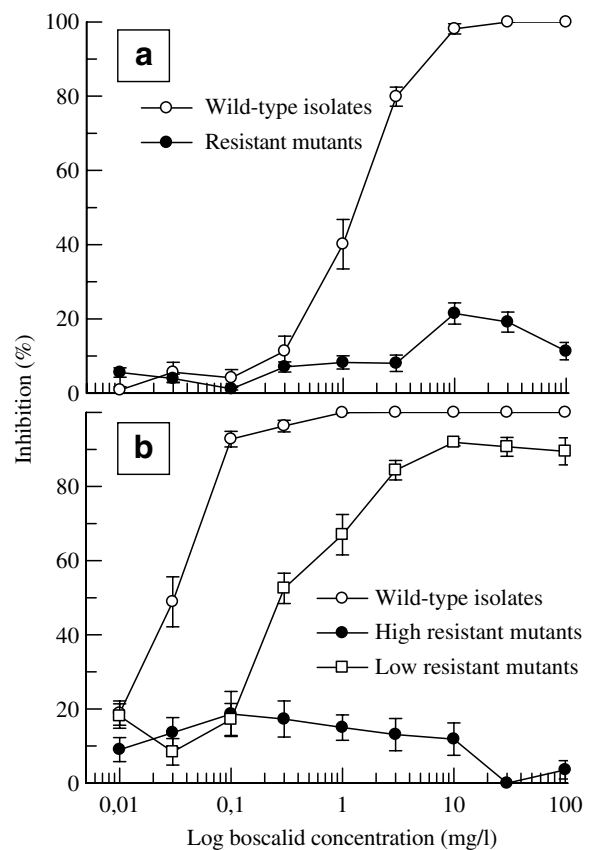 100
a
Wild-type isolates
Resistant mutants
80
60
40
20
0
Inhibition (%)
b
80
60
40
20
0
Wild-type isolates
High resistant mutants
Low resistant mutants
0,01 0,1 1 10 100
Log boscalid concentration (mg/l)